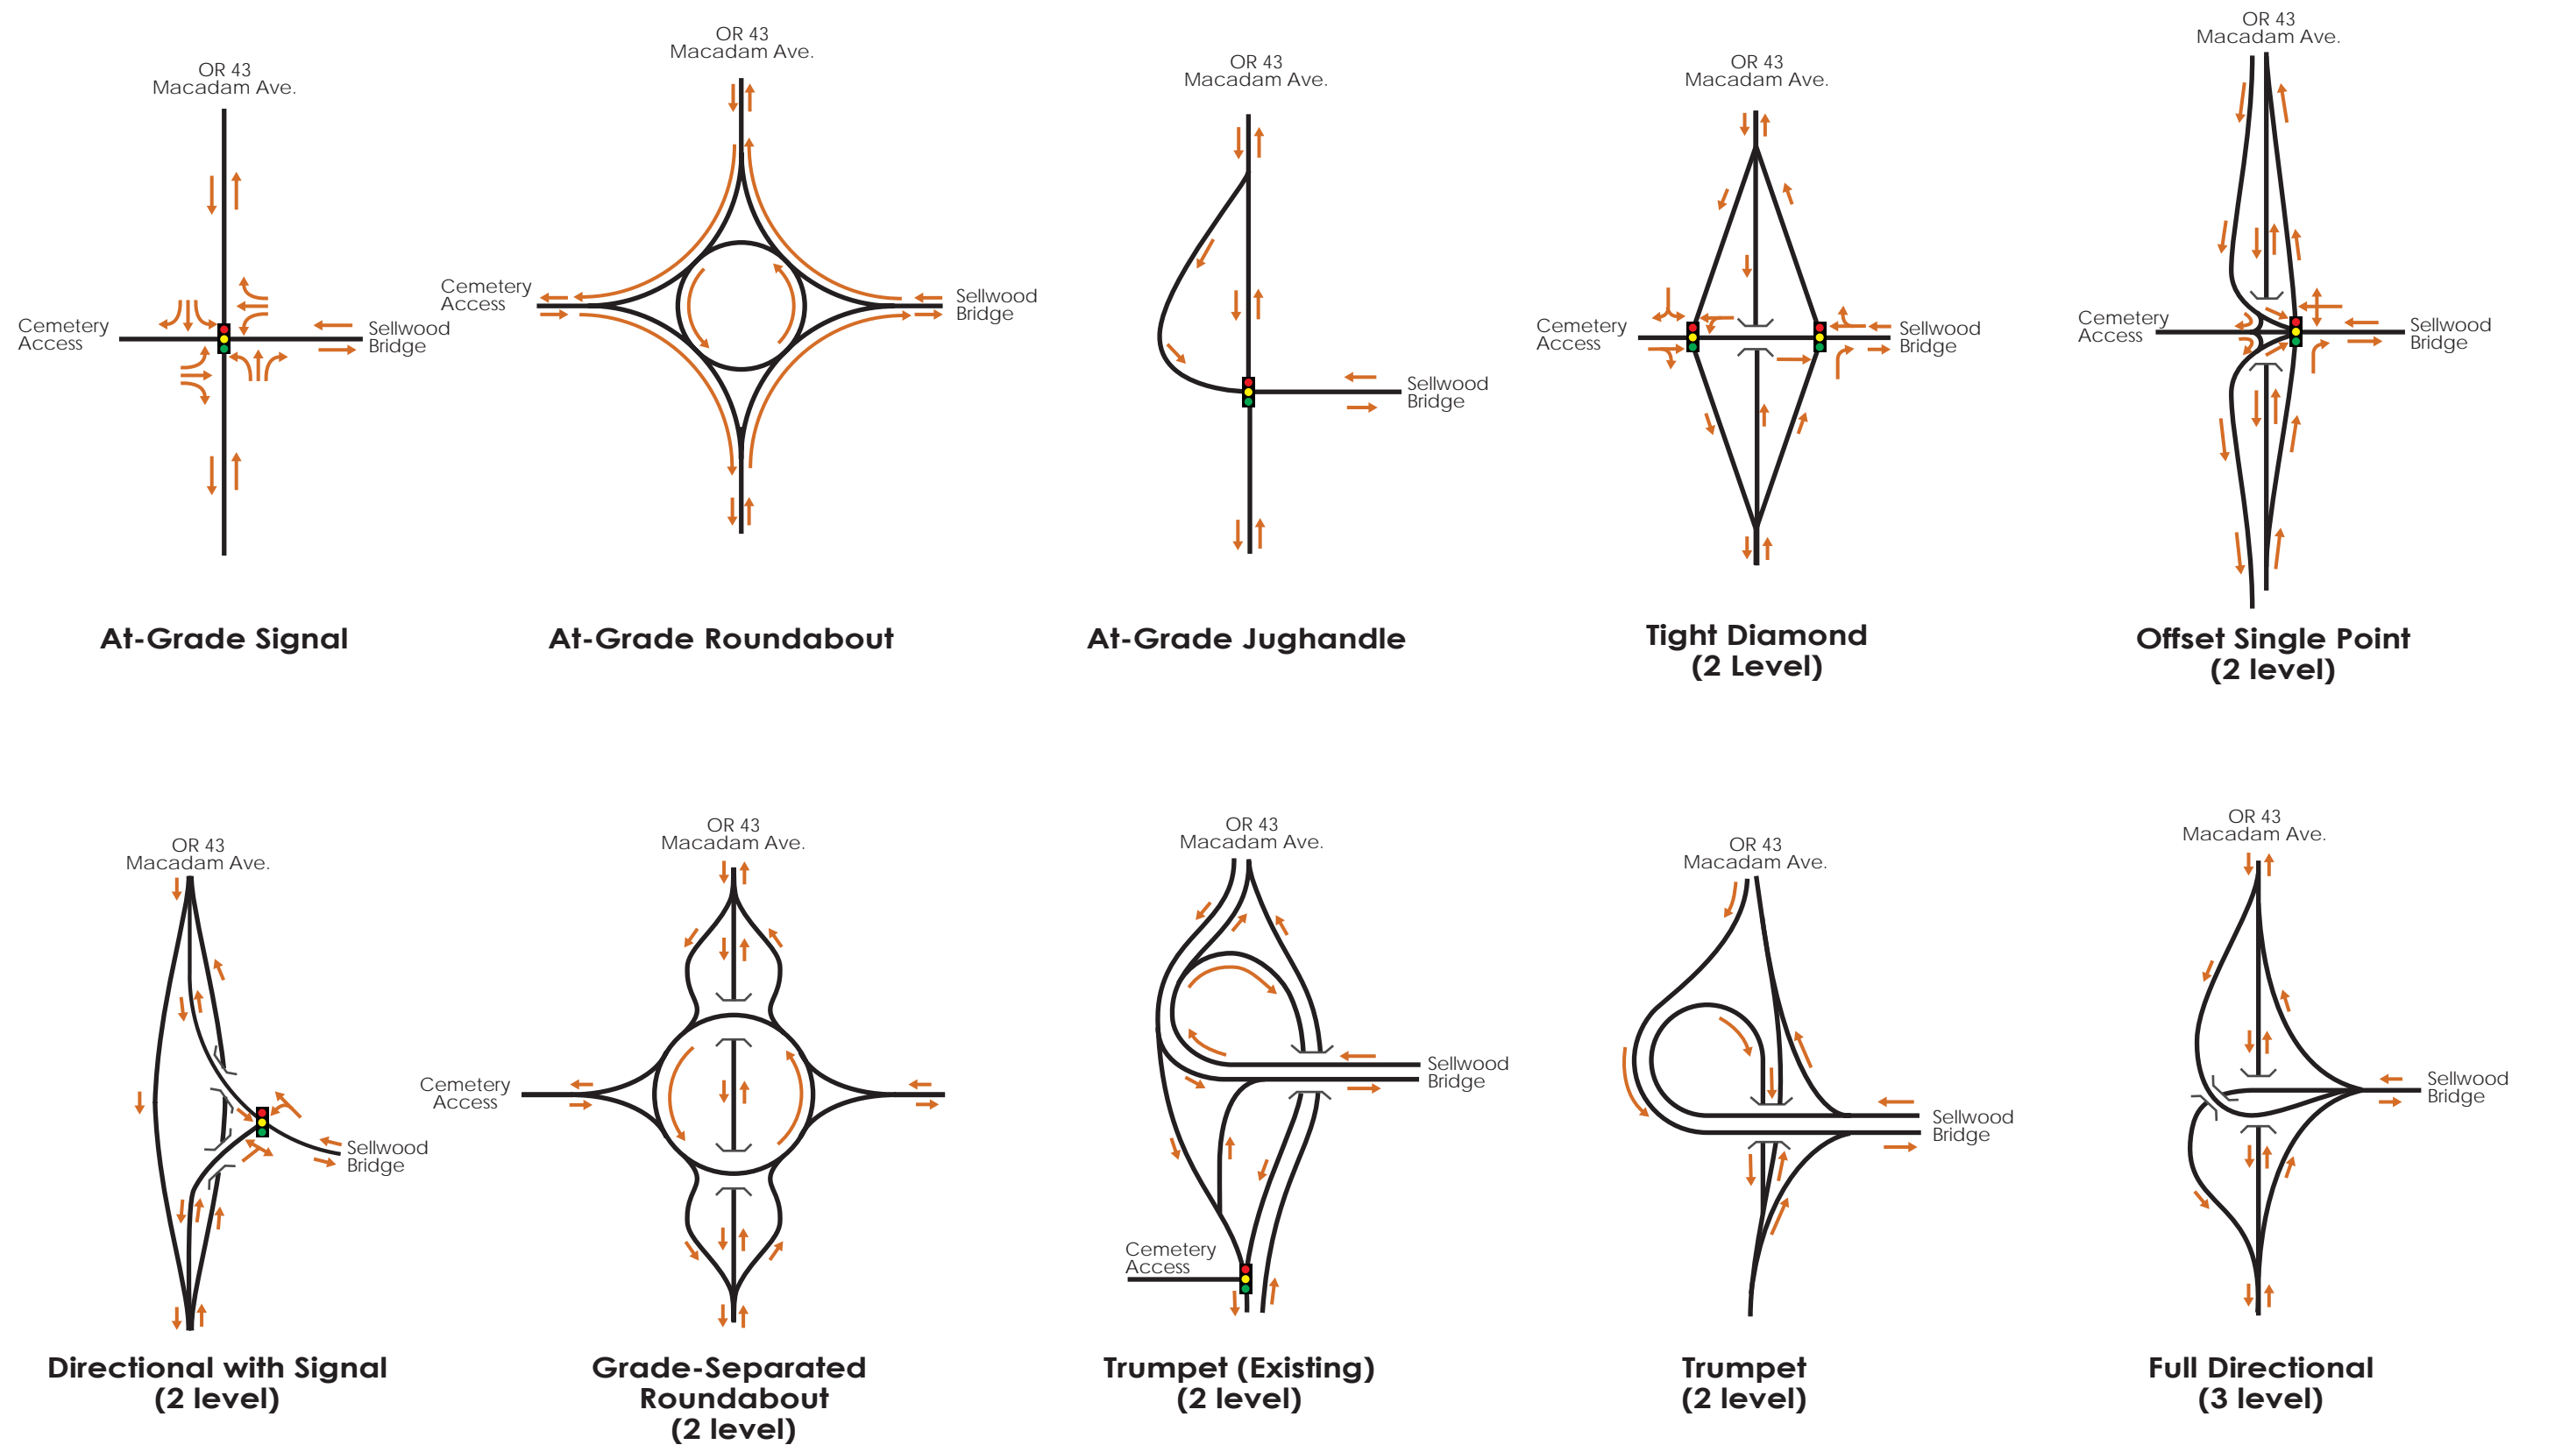 OR 43
Macadam Ave.
Cemetery
Access
Sellwood
Bridge
At-Grade Signal
OR 43
Macadam Ave.
Cemetery
Access
Sellwood
Bridge
At-Grade Roundabout
OR 43
Macadam Ave.
Sellwood
Bridge
At-Grade Jughandle
OR 43
Macadam Ave.
Cemetery
Access
Sellwood
Bridge
Tight Diamond
(2 Level)
OR 43
Macadam Ave.
Cemetery
Access
Sellwood
Bridge
Offset Single Point
(2 level)
OR 43
Macadam Ave.
Sellwood
Bridge
Directional with Signal
(2 level)
OR 43
Macadam Ave.
Cemetery
Access
Grade-Separated
Roundabout
(2 level)
OR 43
Macadam Ave.
Sellwood
Bridge
Cemetery
Access
Trumpet (Existing)
(2 level)
OR 43
Macadam Ave.
Sellwood
Bridge
Trumpet
(2 level)
OR 43
Macadam Ave.
Sellwood
Bridge
Full Directional
(3 level)